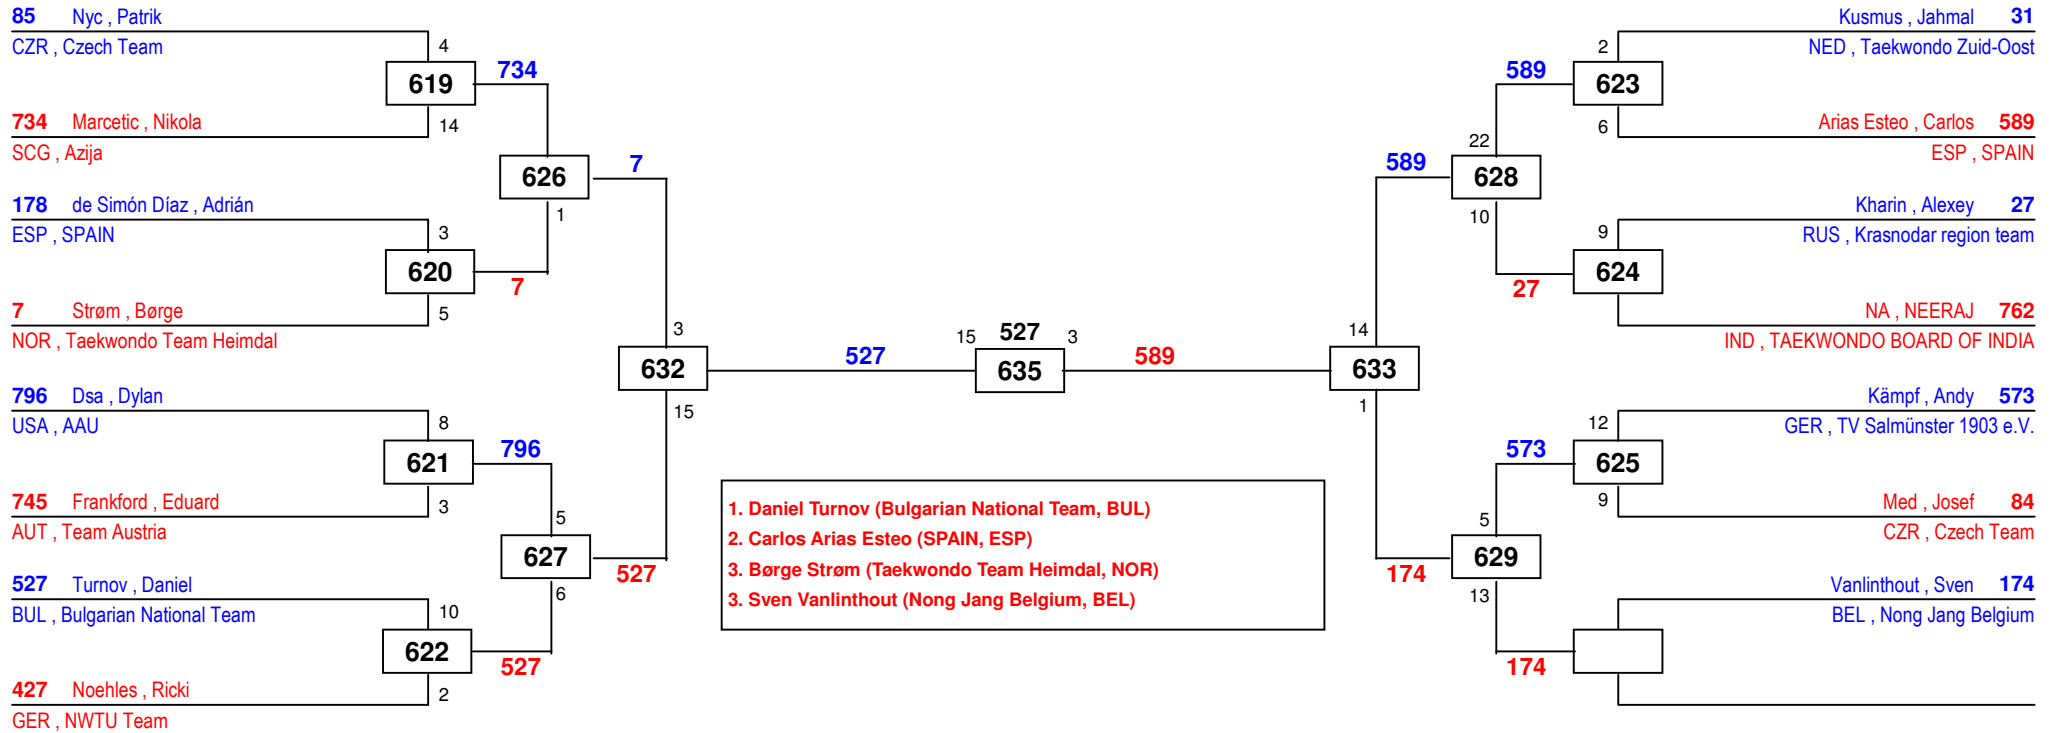 85 Nyc , Patrik
CZR , Czech Team
4
619
734
14
734 Marcetic , Nikola
SCG , Azija
626
7
1
178 de Simón Díaz , Adrián
ESP , SPAIN
3
620
7
5
7 Strøm , Børge
NOR , Taekwondo Team Heimdal
3
632
527
15
796 Dsa , Dylan
USA , AAU
8
621
796
3
745 Frankford , Eduard
AUT , Team Austria
5
627
527
6
527 Turnov , Daniel
BUL , Bulgarian National Team
10
622
527
2
427 Noehles , Ricki
GER , NWTU Team
15 527 3
635
589
1. Daniel Turnov (Bulgarian National Team, BUL)
2. Carlos Arias Esteo (SPAIN, ESP)
3. Børge Strøm (Taekwondo Team Heimdal, NOR)
3. Sven Vanlinthout (Nong Jang Belgium, BEL)
Kusmus , Jahmal 31
NED , Taekwondo Zuid-Oost
2
589
623
6
Arias Esteo , Carlos 589
ESP , SPAIN
22
589
628
10
Kharin , Alexey 27
RUS , Krasnodar region team
9
624
27
NA , NEERAJ 762
IND , TAEKWONDO BOARD OF INDIA
14
633
1
Kämpf , Andy 573
GER , TV Salmünster 1903 e.V.
12
573
625
9
Med , Josef 84
CZR , Czech Team
5
629
174
13
Vanlinthout , Sven 174
BEL , Nong Jang Belgium
174